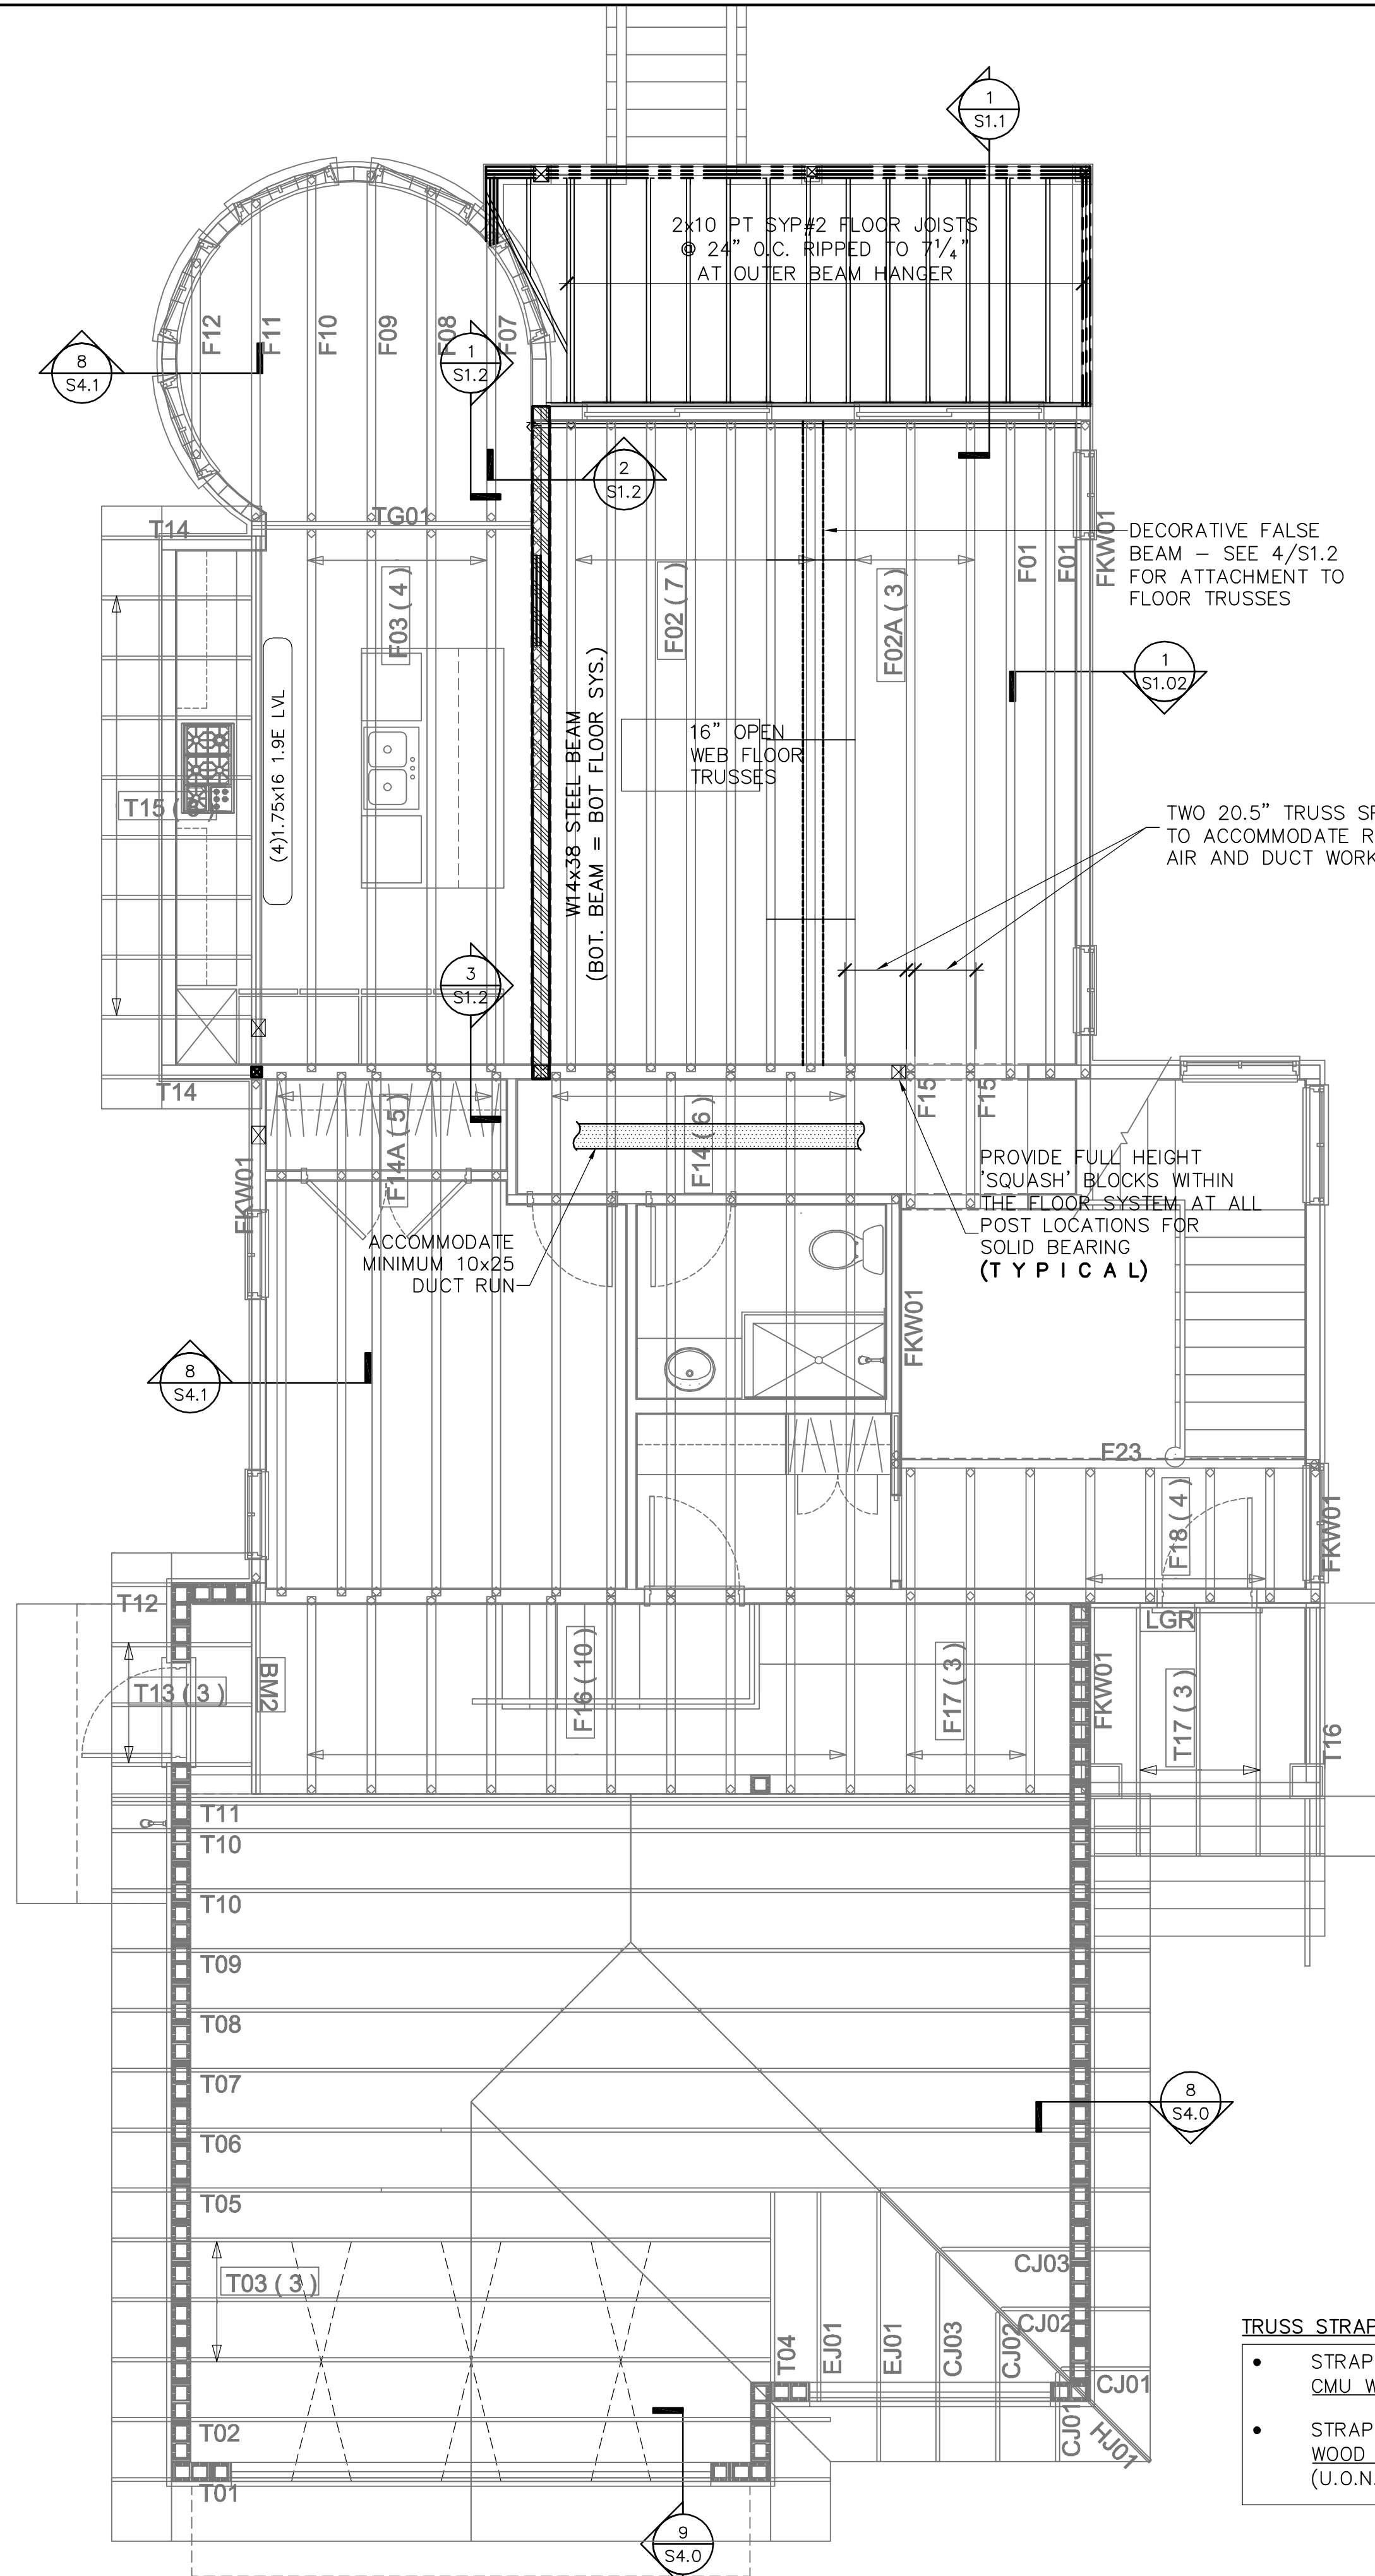 1
S1.1
2x10 PT SYP#2 FLOOR JOISTS
@ 24" O.C. RIPPED TO 7 1/4"
AT OUTER BEAM HANGER
F12
F11
F10
F09
F08
F07
8
S4.1
1
S1.2
2
S1.2
T14
TG01
FKW01
F01
F01
DECORATIVE FALSE
BEAM – SEE 4/S1.2
FOR ATTACHMENT TO
FLOOR TRUSSES
F03 ( 4 )
F02 ( 7 )
F02A ( 3 )
1
S1.02
(4)1.75x16 1.9E LVL
W14x38 STEEL BEAM
(BOT. BEAM = BOT FLOOR SYS.)
16" OPEN
WEB FLOOR
TRUSSES
T15 ( )
TWO 20.5" TRUSS
TO ACCOMMODATE
AIR AND DUCT WORK
3
S1.2
T14
F14A ( 5 )
F14 ( 6 )
F15
F15
FKW01
PROVIDE FULL HEIGHT
'SQUASH' BLOCKS WITHIN
THE FLOOR SYSTEM AT ALL
POST LOCATIONS FOR
SOLID BEARING
(TYPICAL)
ACCOMMODATE
MINIMUM 10x25
DUCT RUN
FKW01
8
S4.1
F23
F18 ( 4 )
FKW01
T12
T13 ( 3 )
BM2
F16 ( 10 )
F17 ( 3 )
FKW01
LGR
T17 ( 3 )
T16
T11
T10
T10
T09
T08
T07
T06
T05
T03 ( 3 )
8
S4.0
T04
EJ01
EJ01
CJ03
CJ02
CJ03
CJ02
CJ01
CJ01
HJ01
T02
T01
9
S4.0
TRUSS STRAP
• STRAP
CMU
• STRAP
WOOD
(U.O.N.